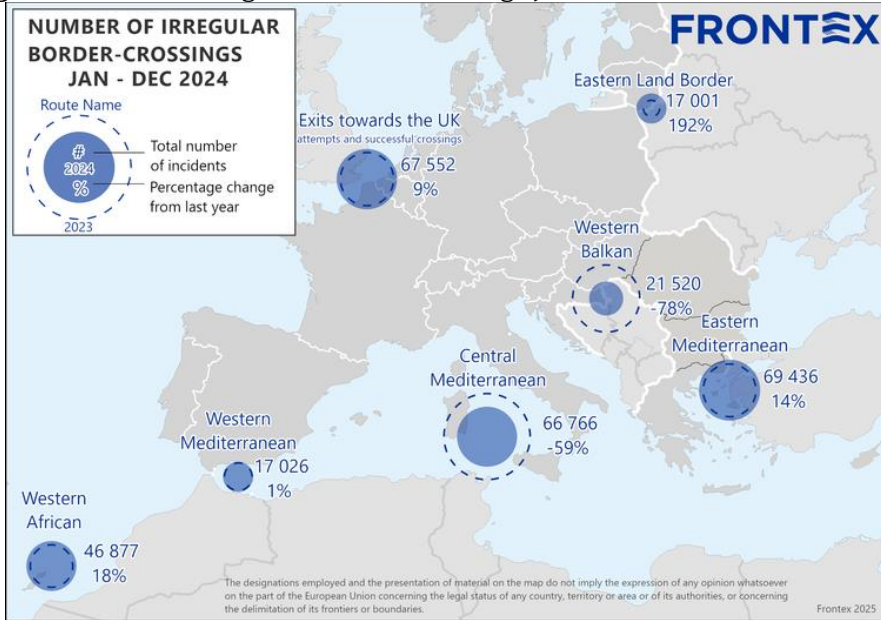 NUMBER OF IRREGULAR
BORDER-CROSSINGS
JAN - DEC 2024
Route Name
#
2024
%
Total number
of incidents
Percentage change
from last year
2023
FRONTEX
Eastern Land Border
17 001
192%
Exits towards the UK
attempts and successful crossings
67 552
9%
Western
Balkan
21 520
-78%
Eastern
Mediterranean
69 436
14%
Central
Mediterranean
66 766
-59%
Western
Mediterranean
17 026
1%
Western
African
46 877
18%
The designations employed and the presentation of material on the map do not imply the expression of any opinion whatsoever
on the part of the European Union concerning the legal status of any country, territory or area or of its authorities, or concerning
the delimitation of its frontiers or boundaries.
Frontex 2025